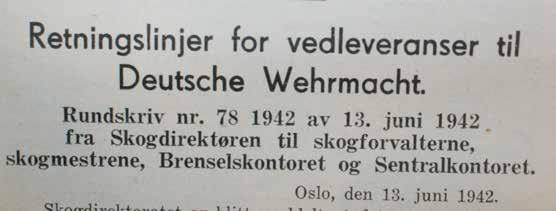 Retningslinjer for vedleveranser til
Deutsche Wehrmacht.
Rundskriv nr. 78 1942 av 13. juni 1942
fra Skogdirektøren til skogforvalterne,
skogmestrene, Brenselskontoret og Sentralkontoret.
Oslo, den 13. juni 1942.